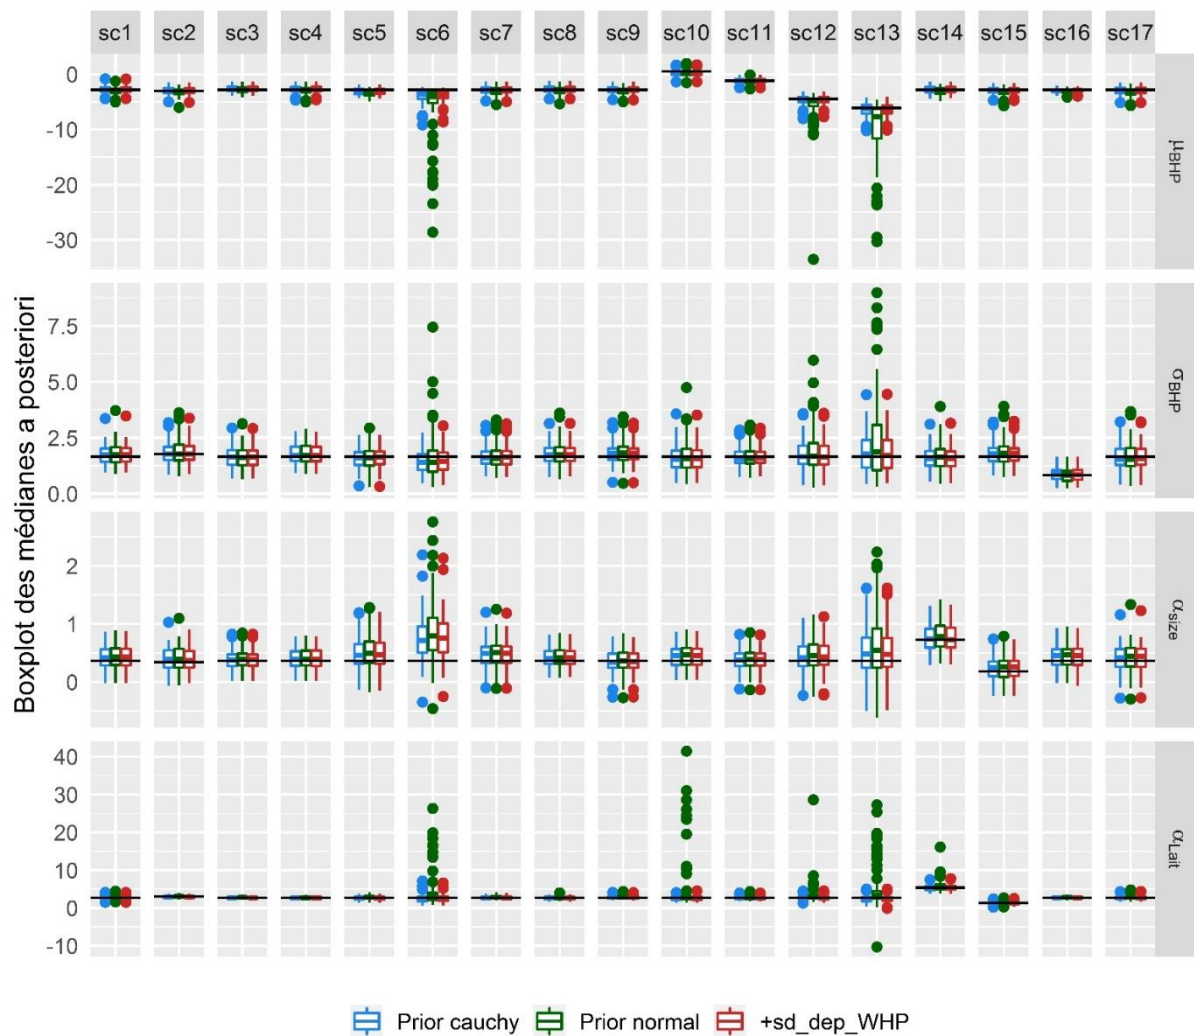 sc1 sc2 sc3 sc4 sc5 sc6 sc7 sc8 sc9 sc10 sc11 sc12 sc13 sc14 sc15 sc16 sc17
Boxplot des médianes a posteriori
0
-10
-20
-30
μBHP
7.5
5.0
2.5
0.0
σBHP
2
1
0
αsize
40
30
20
10
0
-10
αLait
Prior cauchy Prior normal +sd_dep_WHP